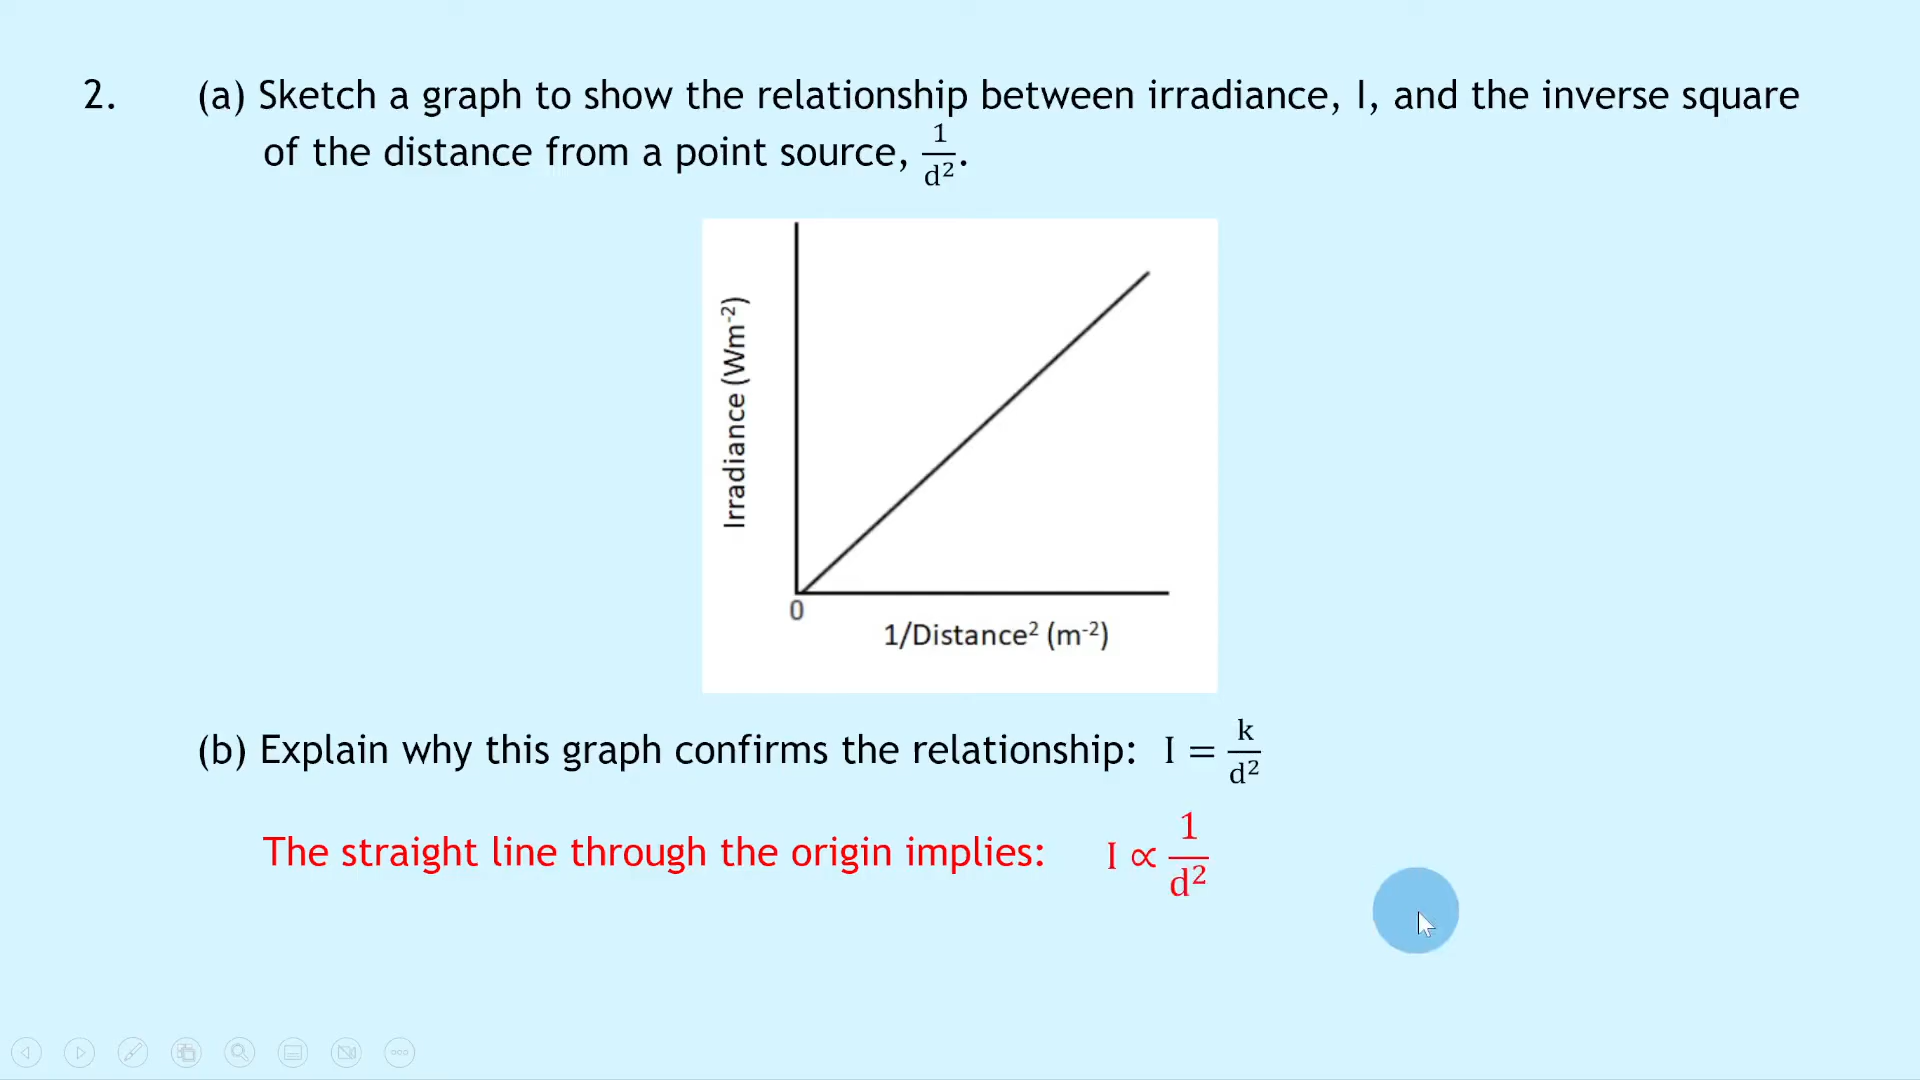 2. (a) Sketch a graph to show the relationship between irradiance, I, and the inverse square
of the distance from a point source, 1/d².
Irradiance (Wm⁻²)
0
1/Distance² (m⁻²)
(b) Explain why this graph confirms the relationship: I = k/d²
The straight line through the origin implies: I ∝ 1/d²